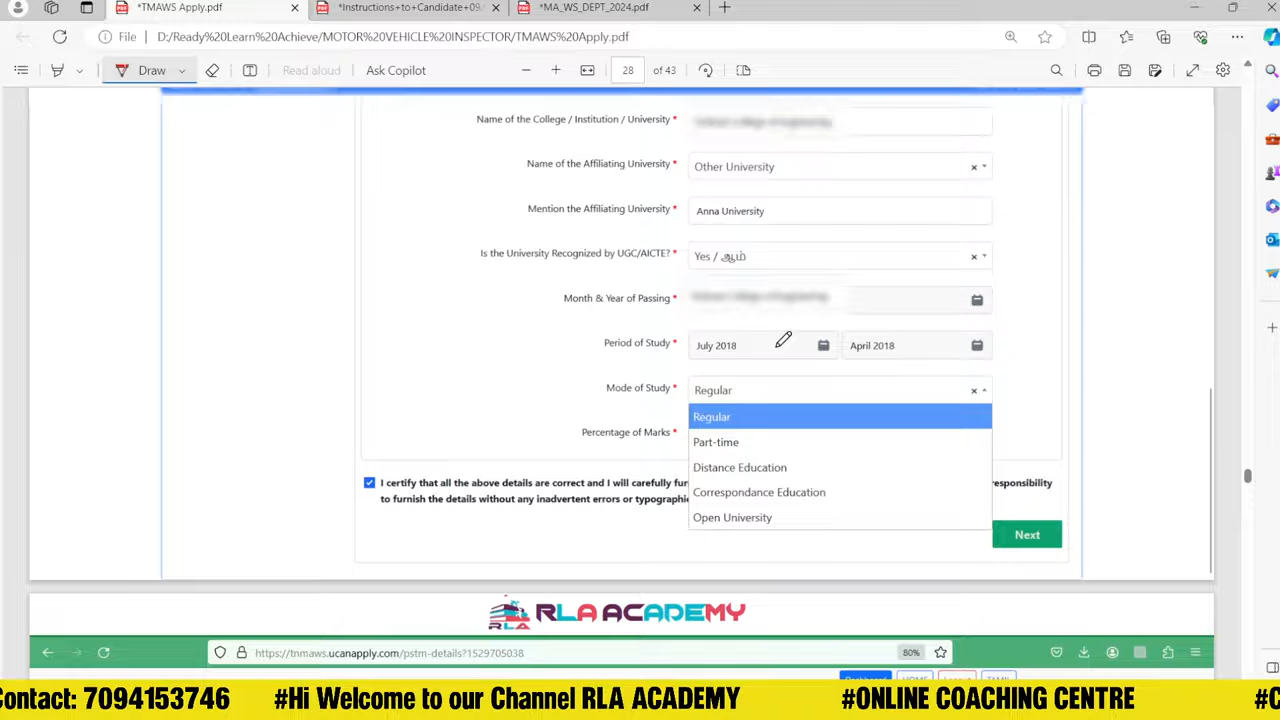 *TMAWS Apply.pdf
*Instructions+to+Candidate+09.
*MA_WS_DEPT_2024.pdf
File
D:/Ready%20Learn%20Achieve/MOTOR%20VEHICLE%20INSPECTOR/TMAWS%20Apply.pdf
Draw
Read aloud
Ask Copilot
28 of 43
Name of the College / Institution / University *
Name of the Affiliating University *
Other University
Mention the Affiliating University *
Anna University
Is the University Recognized by UGC/AICTE? *
Yes / ஆம்
Month & Year of Passing *
Period of Study *
July 2018
April 2018
Mode of Study *
Regular
Regular
Percentage of Marks *
Part-time
Distance Education
Correspondance Education
Open University
I certify that all the above details are correct and I will carefully fur
responsibility
to furnish the details without any inadvertent errors or typographic
Next
RLA
RLA ACADEMY
https://tnmaws.ucanapply.com/pstm-details?1529705038
80%
Dashboard
HOME
Logout
TAMIL
Contact: 7094153746 #Hi Welcome to our Channel RLA ACADEMY #ONLINE COACHING CENTRE #C